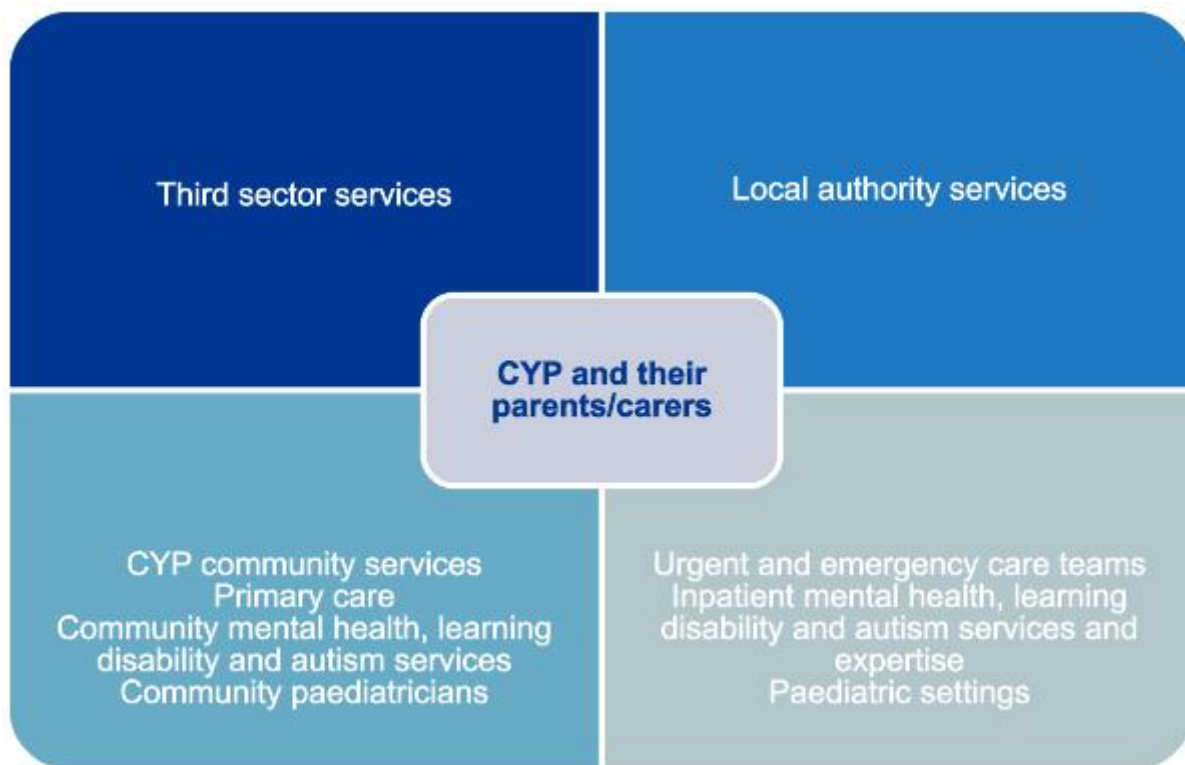 Third sector services
Local authority services
CYP and their
parents/carers
CYP community services
Primary care
Community mental health, learning
disability and autism services
Community paediatricians
Urgent and emergency care teams
Inpatient mental health, learning
disability and autism services and
expertise
Paediatric settings